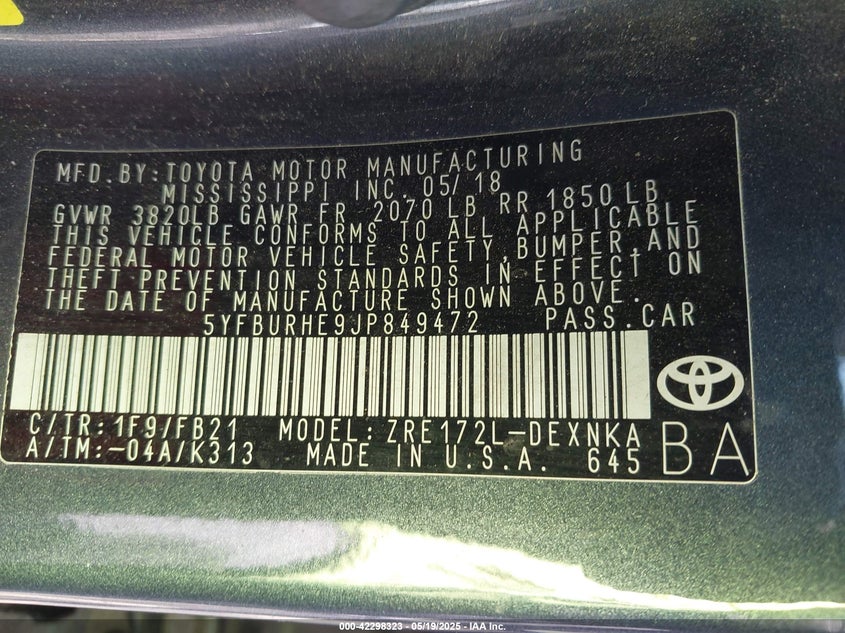 MFD.BY:TOYOTA MOTOR MANUFACTURING
MISSISSIPPI INC. 05/18
GVWR 3820LB GAWR FR 2070 LB RR 1850 LB
THIS VEHICLE CONFORMS TO ALL APPLICABLE
FEDERAL MOTOR VEHICLE SAFETY,BUMPER,AND
THEFT PREVENTION STANDARDS IN EFFECT ON
THE DATE OF MANUFACTURE SHOWN ABOVE.
5YFBURHE9JP849472 PASS.CAR
C/TR:1F9/FB21 MODEL:ZRE172L-DEXNKA
A/TM:-04A/K313 MADE IN U.S.A. 645
BA
000-42298323 - 05/19/2025 - IAA Inc.